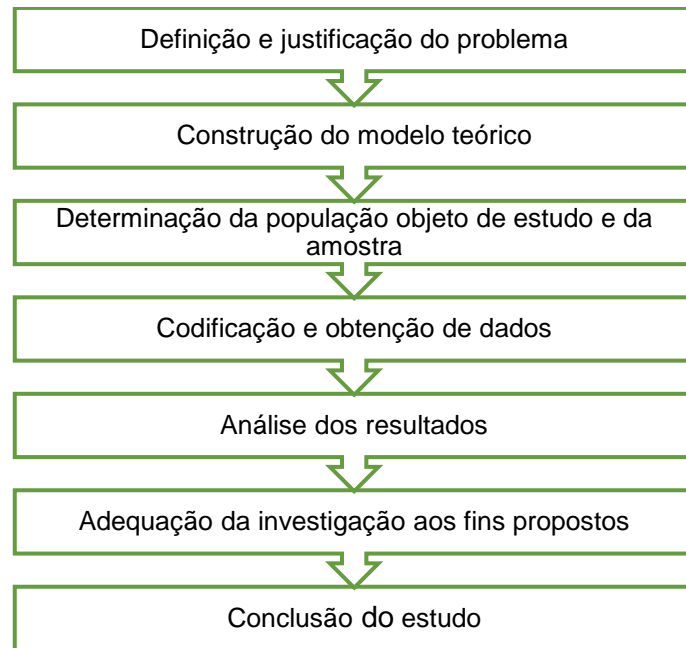 Definição e justificação do problema
Construção do modelo teórico
Determinação da população objeto de estudo e da
amostra
Codificação e obtenção de dados
Análise dos resultados
Adequação da investigação aos fins propostos
Conclusão do estudo